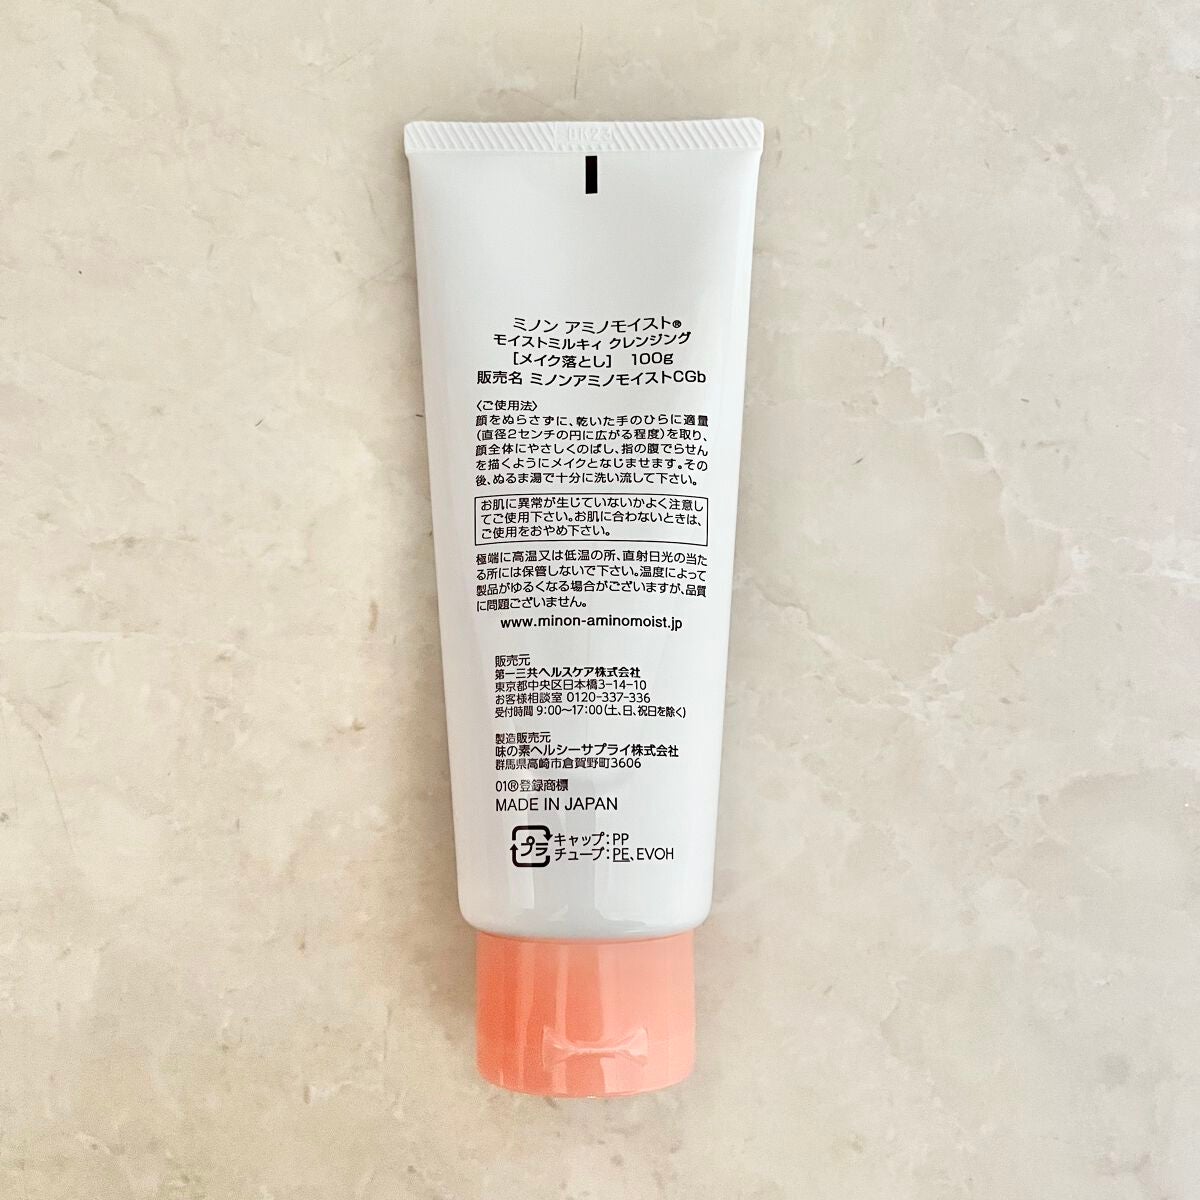 ミノン アミノモイスト®
モイストミルキィ クレンジング
[メイク落とし] 100g
販売名 ミノンアミノモイストCGb
〈ご使用法〉
顔をぬらさずに、乾いた手のひらに適量
(直径2センチの円に広がる程度)を取り、
顔全体にやさしくのばし、指の腹でらせん
を描くようにメイクとなじませます。その
後、ぬるま湯で十分に洗い流して下さい。
お肌に異常が生じていないかよく注意し
てご使用下さい。お肌に合わないときは、
ご使用をおやめ下さい。
極端に高温又は低温の所、直射日光の当た
る所には保管しないで下さい。温度によって
製品がゆるくなる場合がございますが、品質
に問題ございません。
www.minon-aminomoist.jp
販売元
第一三共ヘルスケア株式会社
東京都中央区日本橋3-14-10
お客様相談室 0120-337-336
受付時間 9:00〜17:00(土、日、祝日を除く)
製造販売元
味の素ヘルシーサプライ株式会社
群馬県高崎市倉賀野町3606
01®登録商標
MADE IN JAPAN
プラ
キャップ:PP
チューブ:PE、EVOH